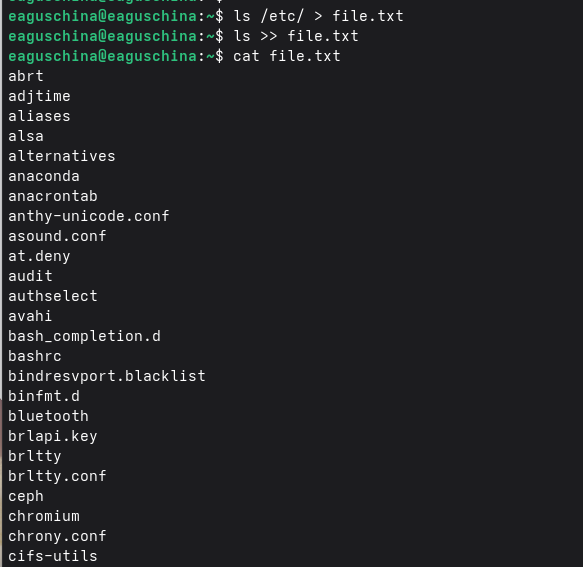 eaguschina@eaguschina:~$ ls /etc/ > file.txt
eaguschina@eaguschina:~$ ls >> file.txt
eaguschina@eaguschina:~$ cat file.txt
abrt
adjtime
aliases
alsa
alternatives
anaconda
anacrontab
anthy-unicode.conf
asound.conf
at.deny
audit
authselect
avahi
bash_completion.d
bashrc
bindresvport.blacklist
binfmt.d
bluetooth
brlapi.key
brltty
brltty.conf
ceph
chromium
chrony.conf
cifs-utils